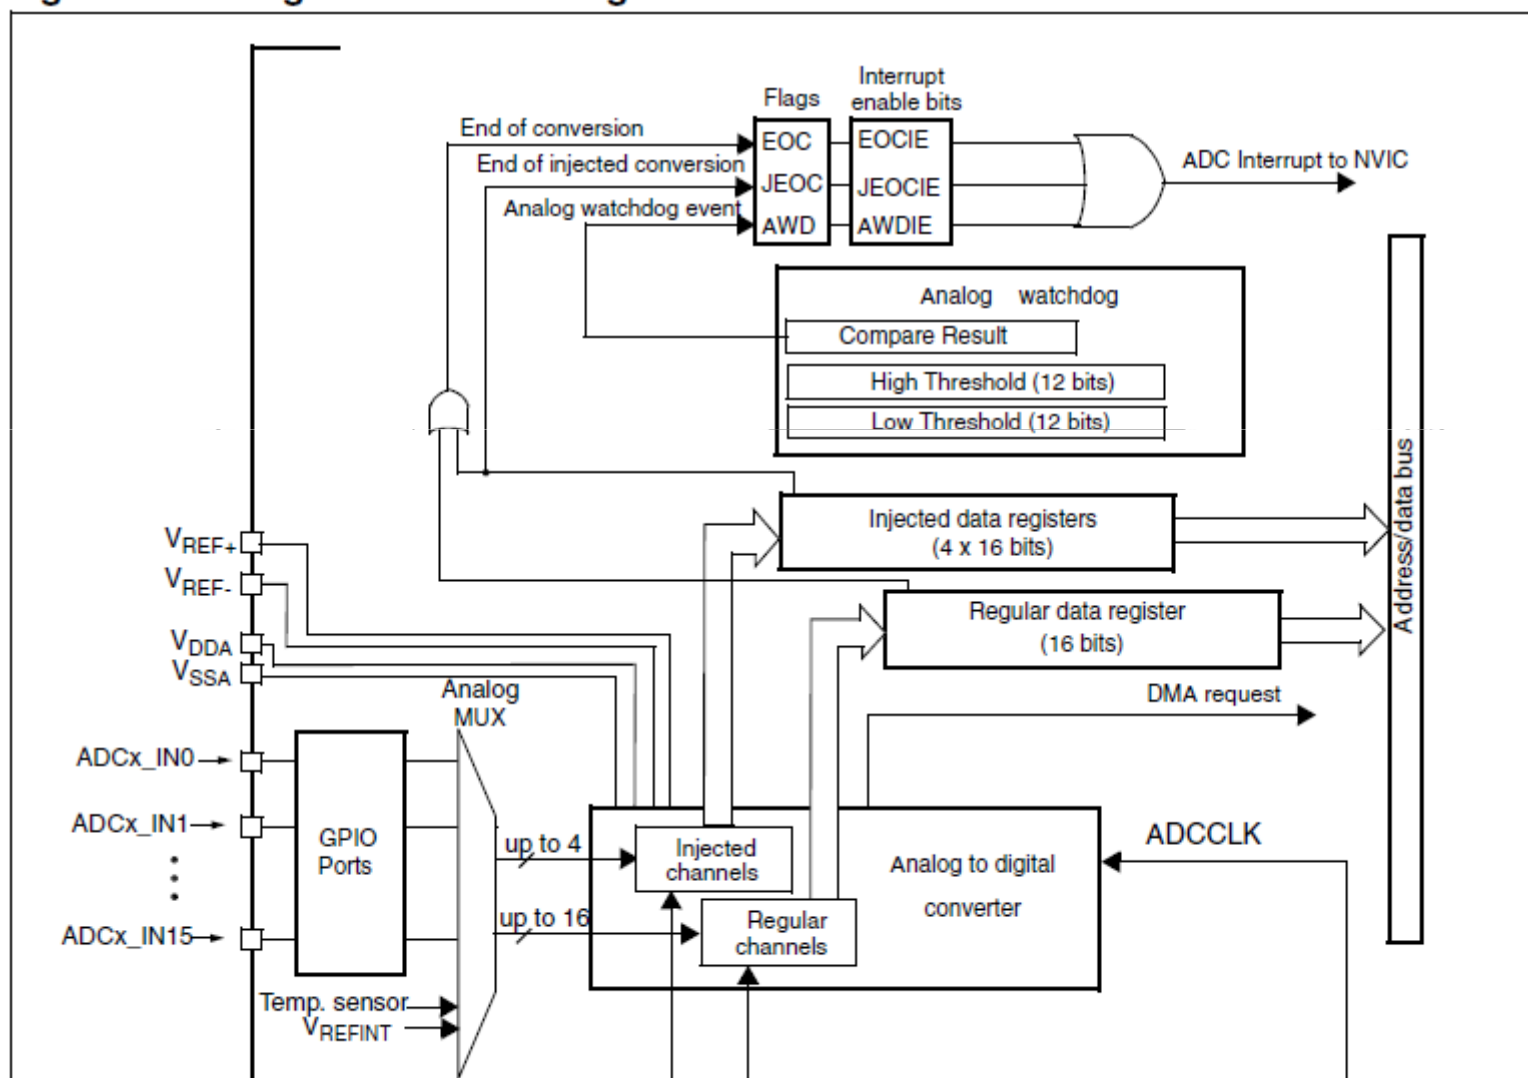 Interrupt
enable bits
Flags
End of conversion
EOC
EOCIE
End of injected conversion
JEOC
JEOCIE
ADC Interrupt to NVIC
Analog watchdog event
AWD
AWDIE
Analog watchdog
Compare Result
High Threshold (12 bits)
Low Threshold (12 bits)
Address/data bus
Injected data registers
(4 x 16 bits)
VREF+
VREF-
VDDA
VSSA
Regular data register
(16 bits)
DMA request
Analog
MUX
ADCx_IN0
ADCx_IN1
ADCx_IN15
GPIO
Ports
up to 4
Injected
channels
up to 16
Regular
channels
Analog to digital
converter
ADCCLK
Temp. sensor
VREFINT